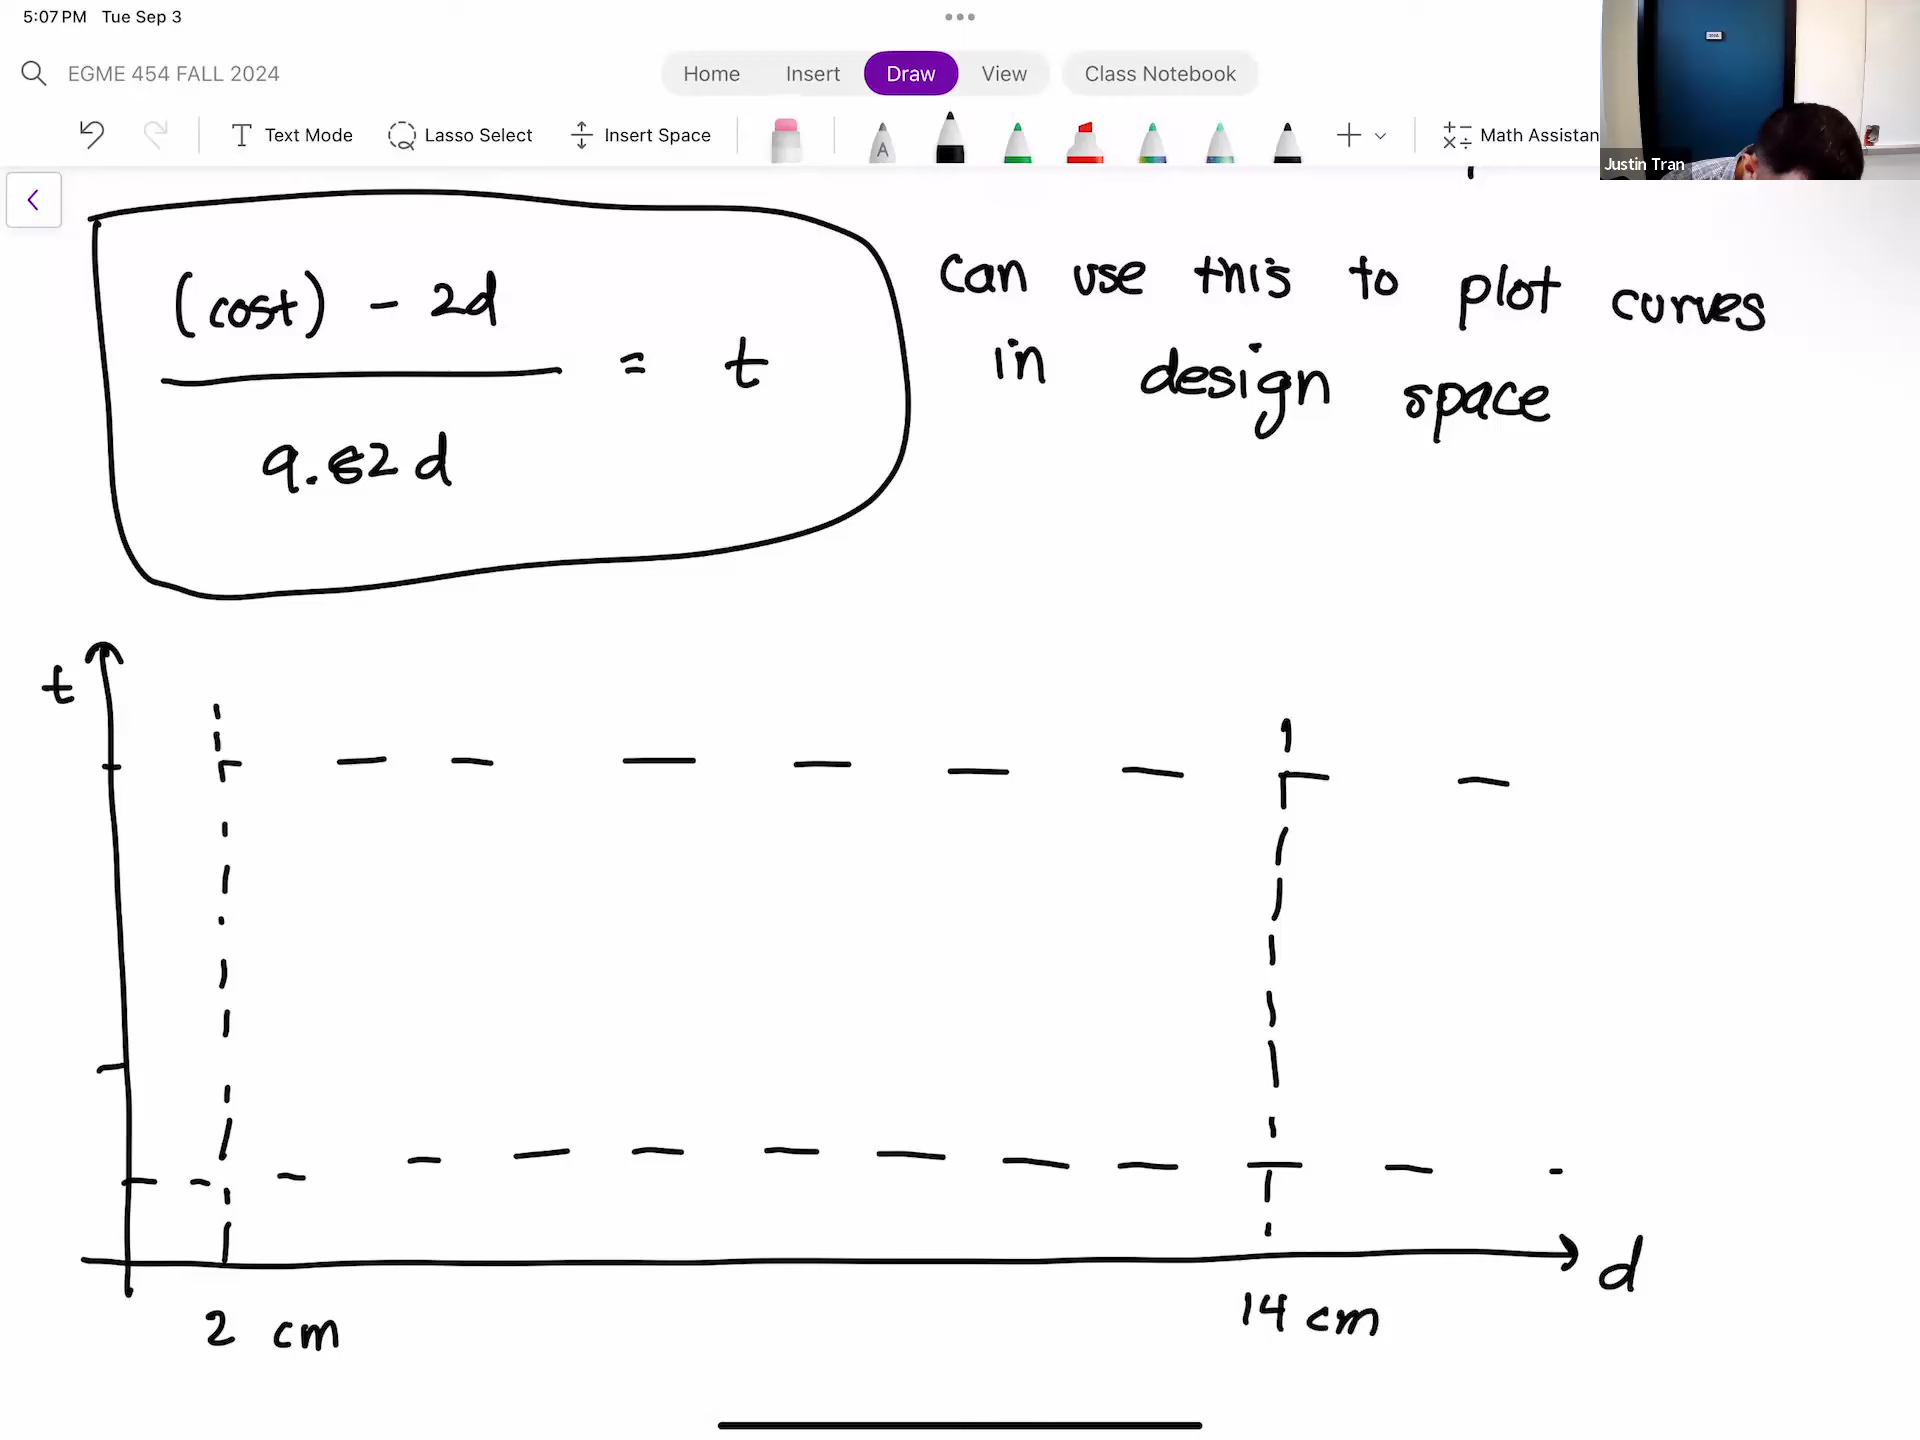 5:07 PM Tue Sep 3
EGME 454 FALL 2024
Home Insert Draw View Class Notebook
Text Mode Lasso Select Insert Space Math Assistan
Justin Tran
(cost) - 2d
9.82 d
= t
can use this to plot curves
in design space
t
d
2 cm
14 cm